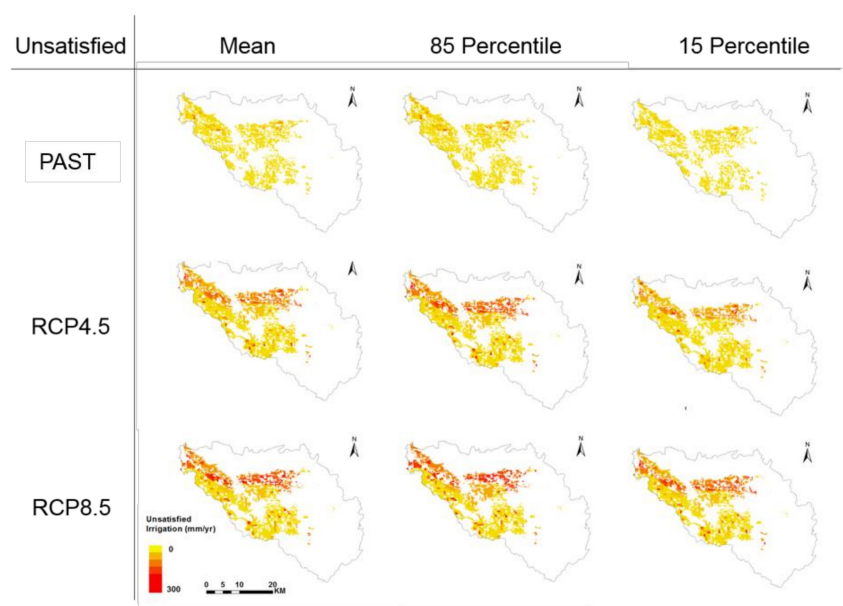 Unsatisfied Mean 85 Percentile 15 Percentile
N N N
PAST
N N
RCP4.5
N N N
RCP8.5
Unsatisfied
Irrigation (mm/yr)
0
300
0 5 10 20
KM